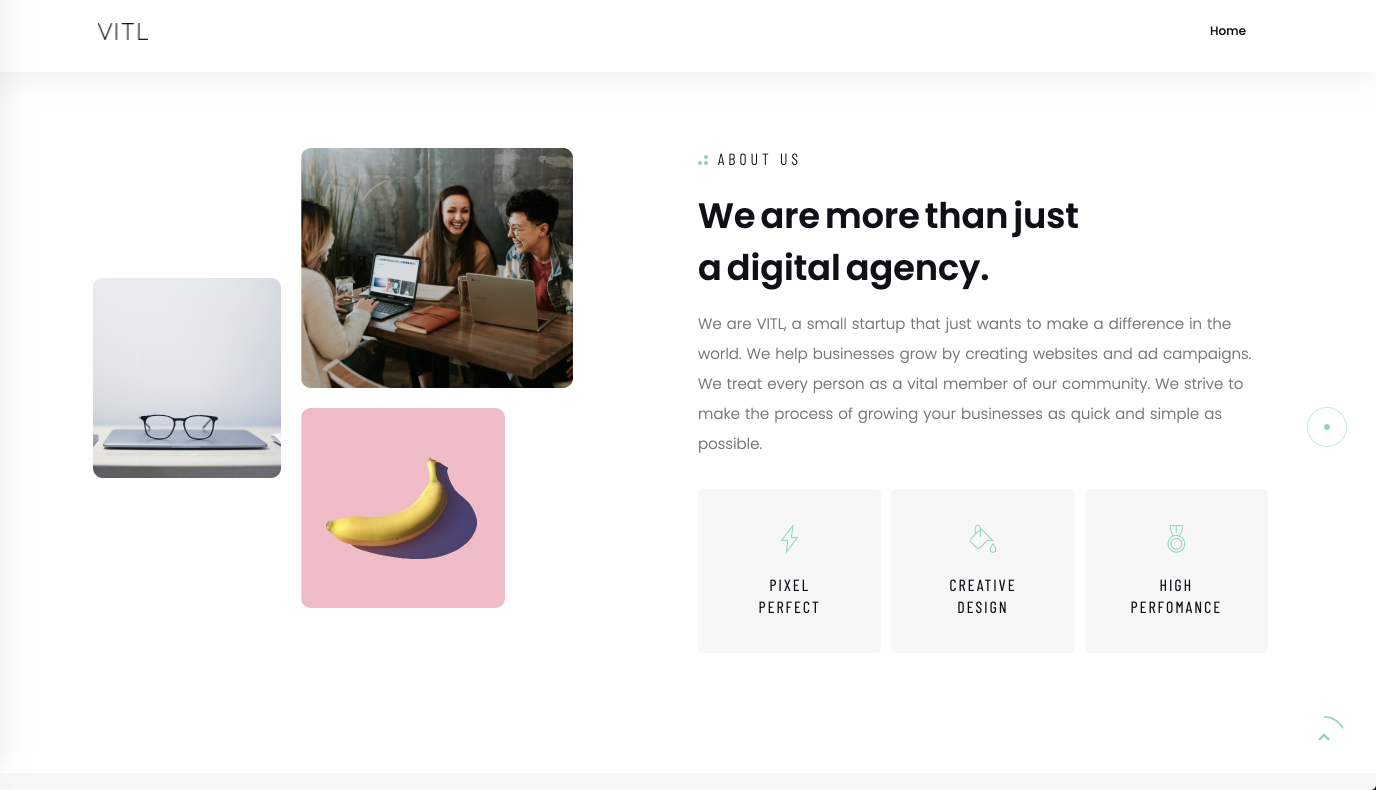 VITL
Home
ABOUT US
We are more than just
a digital agency.
We are VITL, a small startup that just wants to make a difference in the
world. We help businesses grow by creating websites and ad campaigns.
We treat every person as a vital member of our community. We strive to
make the process of growing your businesses as quick and simple as
possible.
PIXEL
PERFECT
CREATIVE
DESIGN
HIGH
PERFOMANCE